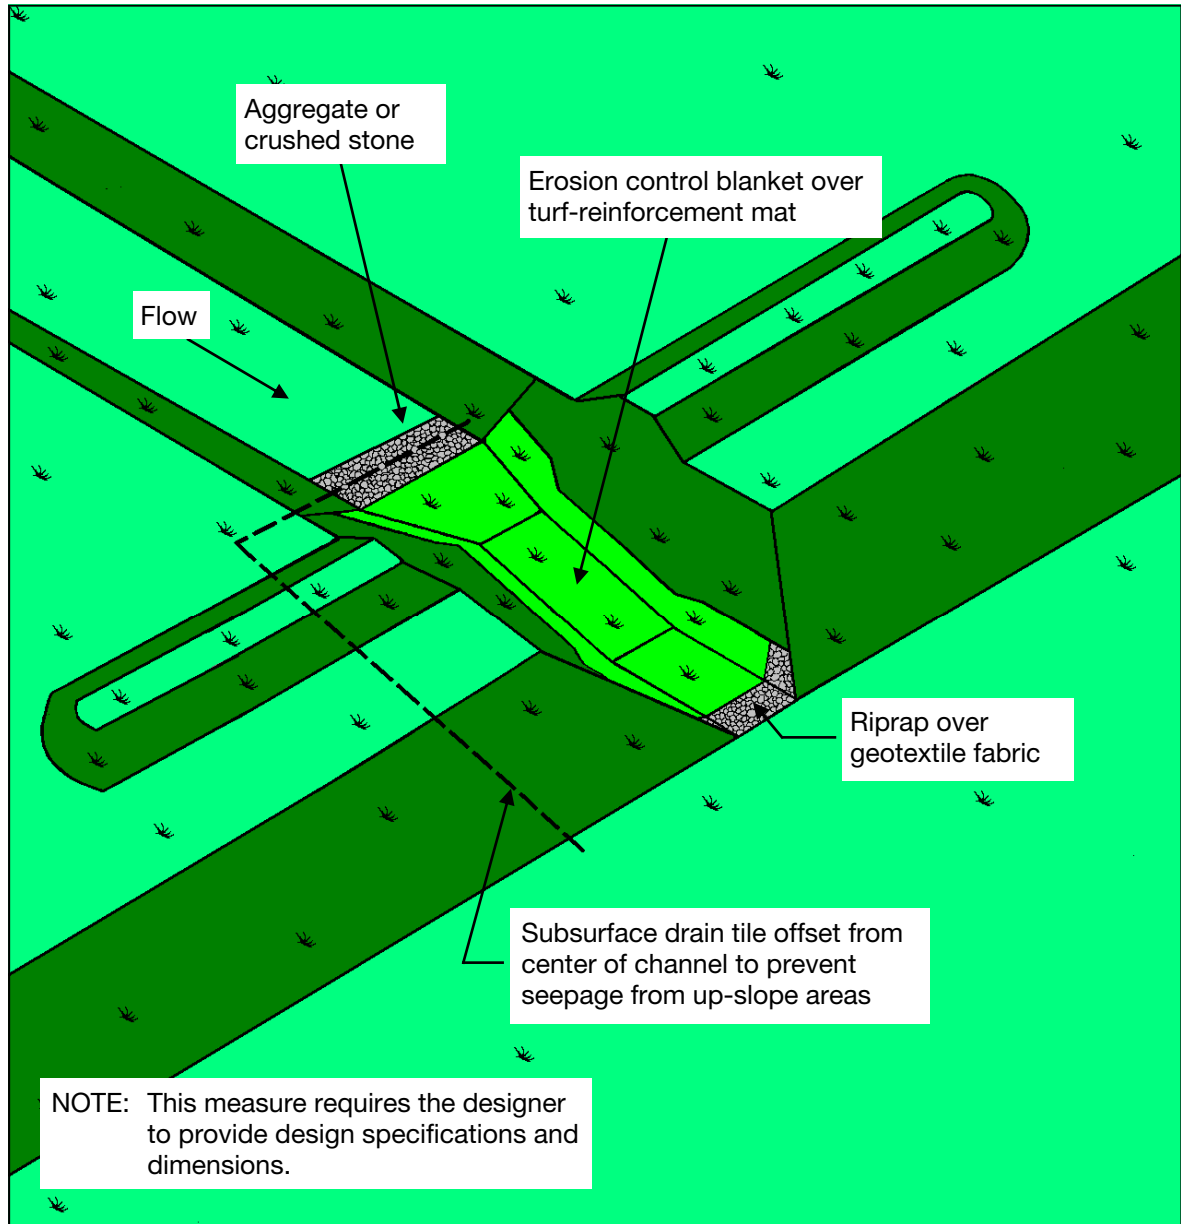 Aggregate or
crushed stone
Erosion control blanket over
turf-reinforcement mat
Flow
Riprap over
geotextile fabric
Subsurface drain tile offset from
center of channel to prevent
seepage from up-slope areas
NOTE: This measure requires the designer
to provide design specifications and
dimensions.